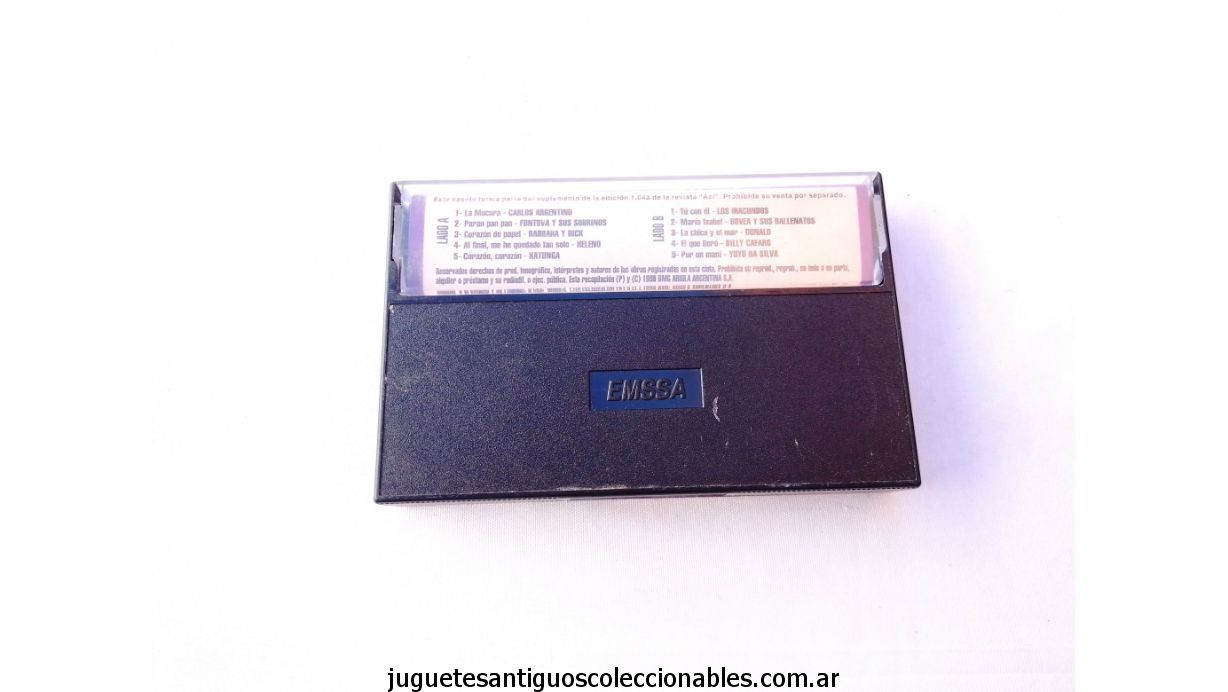 Este casete forma parte del suplemento de la edición 1.043 de la revista "Así". Prohibida su venta por separado.
LADO A
1- La Mucura - CARLOS ARGENTINO
2- Paran pan pan - FONTOVA Y SUS SOBRINOS
3- Corazón de papel - BARBARA Y DICK
4- Al final, me he quedado tan solo - HELENO
5- Corazón, corazón - KATUNGA
LADO B
1- Tú con él - LOS IRACUNDOS
2- María Isabel - BOVEA Y SUS VALLENATOS
3- La chica y el mar - DONALD
4- El que lloró - BILLY CAFARO
5- Por un maní - YOYO DA SILVA
Reservados derechos de prod. fonográfica, intérpretes y autores de las obras registradas en esta cinta. Prohibida su reprod., regrab., en todo o en parte,
alquiler o préstamo y su radiodif. o ejec. pública. Esta recopilación (P) y (C) BMG ARIOLA ARGENTINA S.A.
EMSSA
juguetesantiguoscoleccionables.com.ar